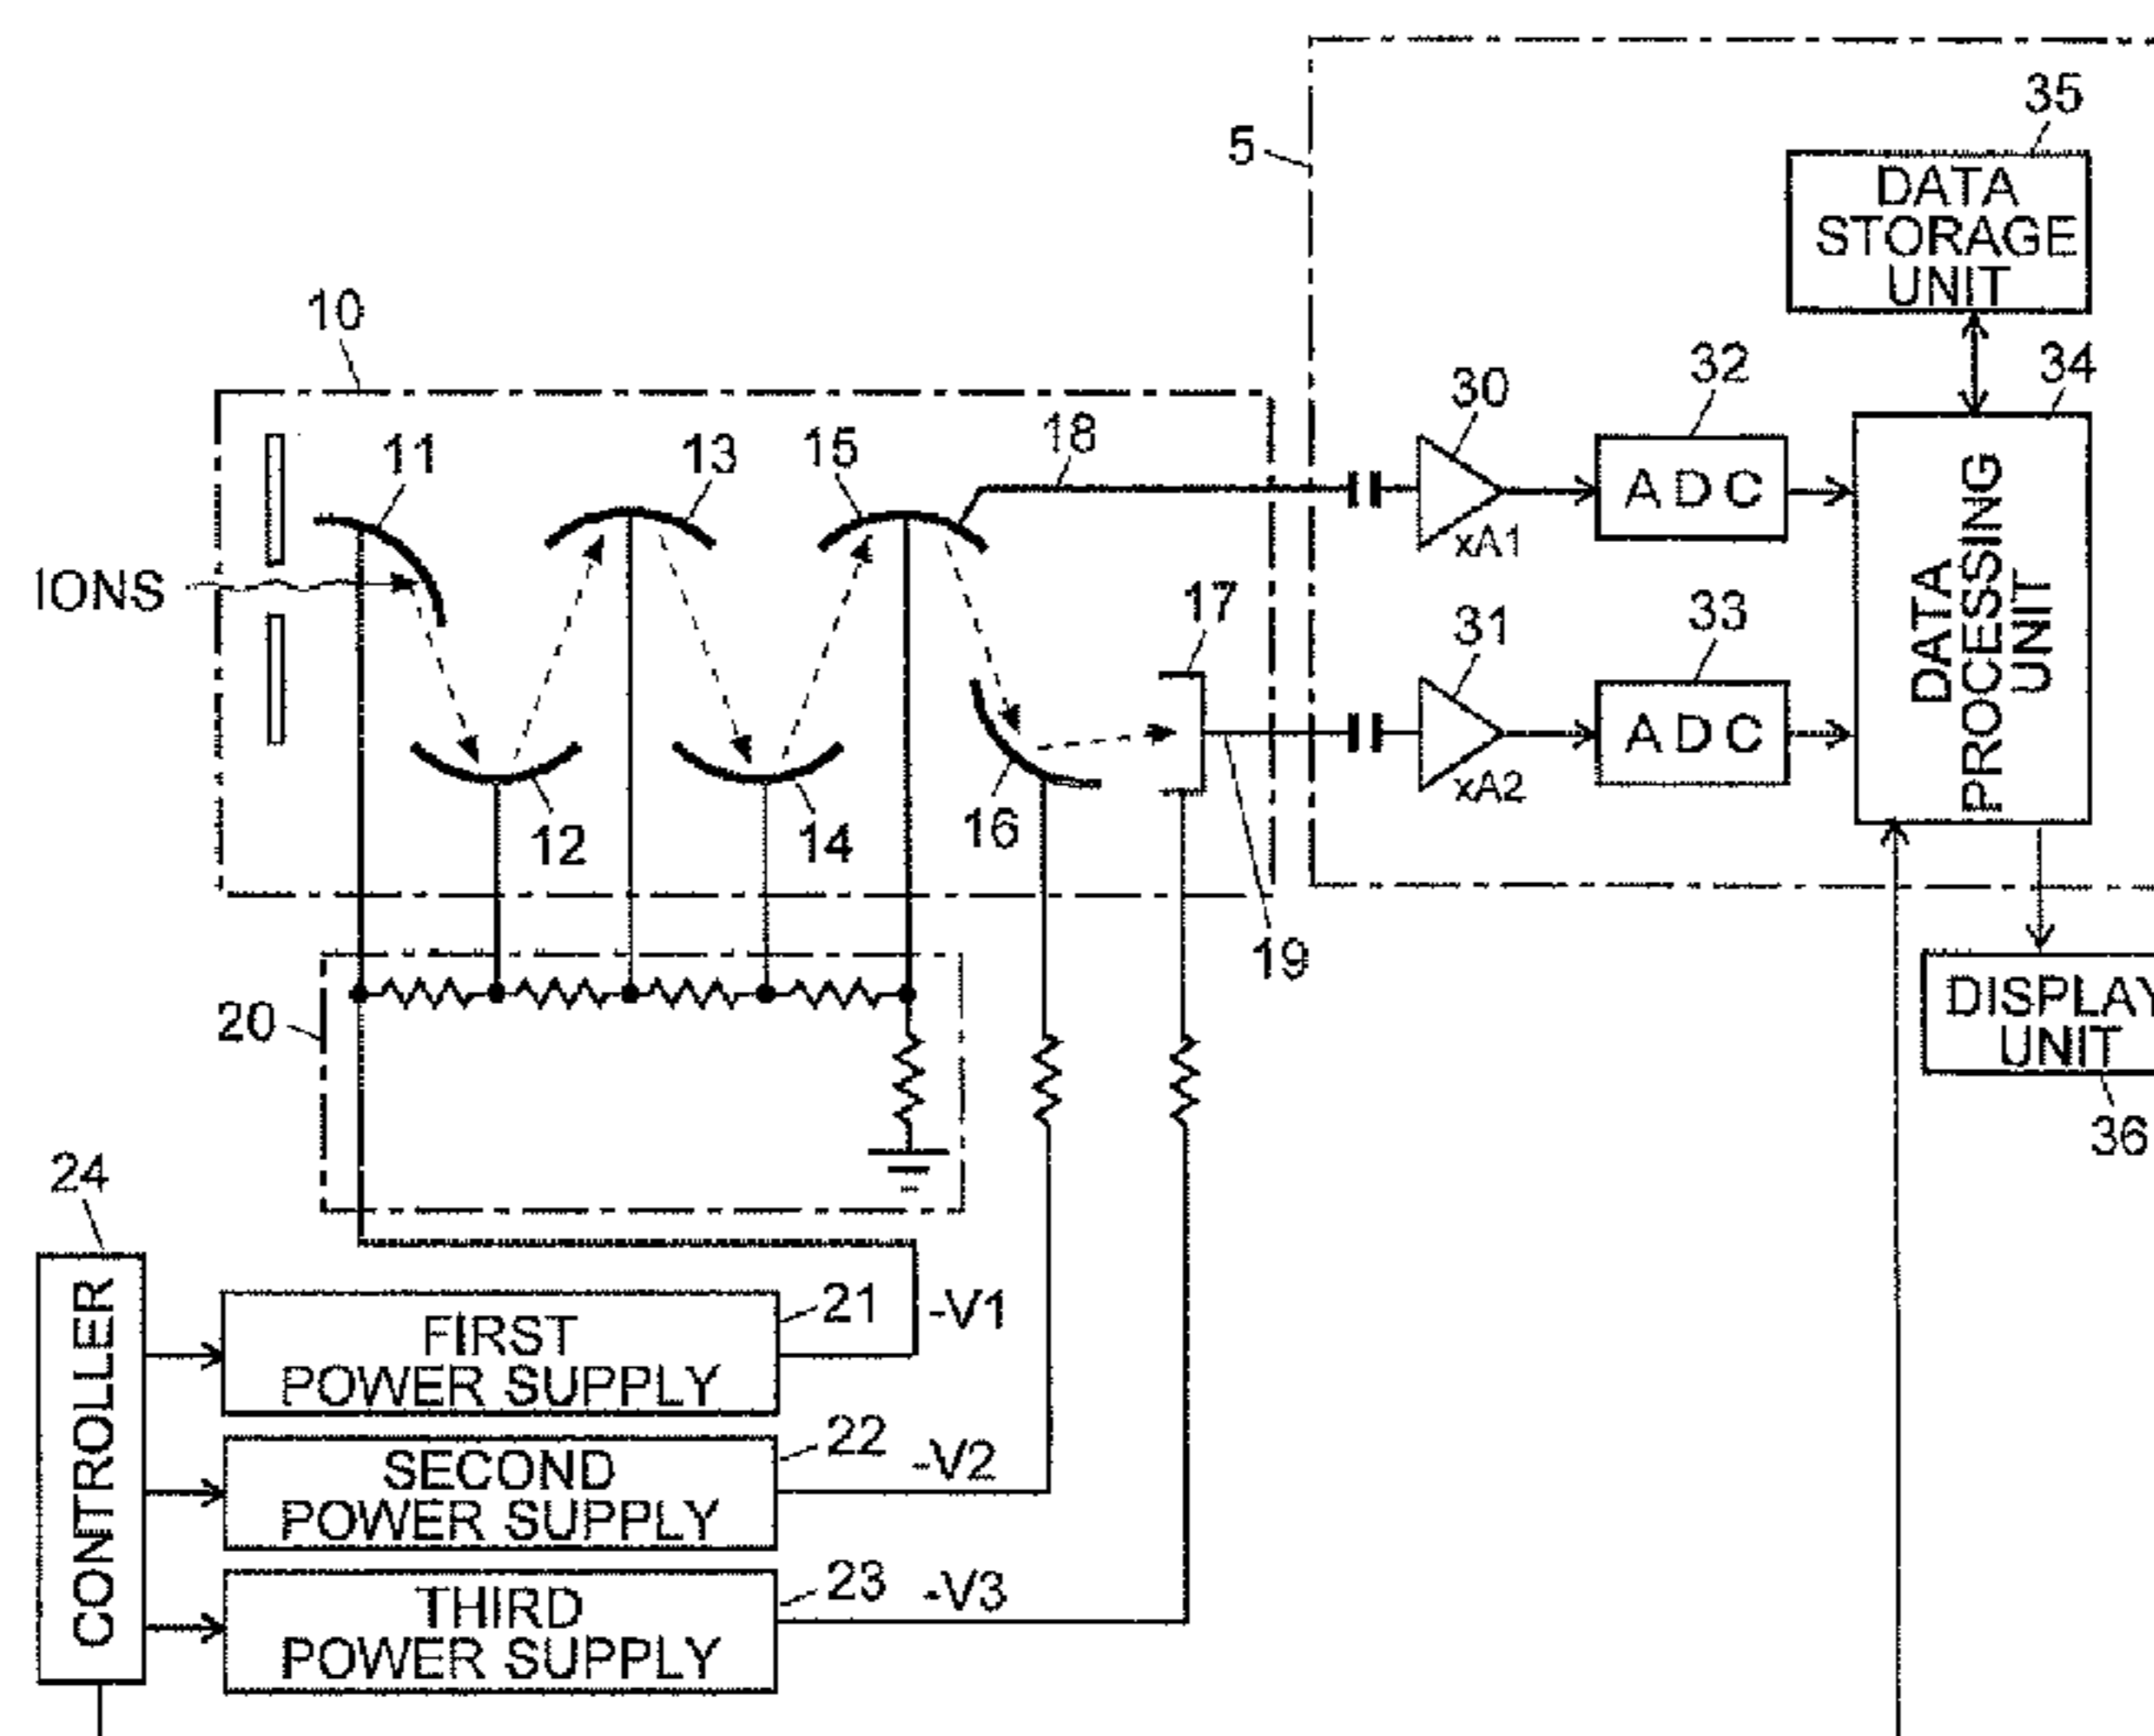 35
5
DATA
STORAGE
UNIT
10
30
32
34
11
13
15
18
ADC
xA1
IONS
17
31
33
DATA
PROCESSING
UNIT
ADC
xA2
12
14
16
19
20
DISPLAY
UNIT
36
24
CONTROLLER
FIRST
POWER SUPPLY
21
-V1
SECOND
POWER SUPPLY
22
-V2
THIRD
POWER SUPPLY
23
-V3